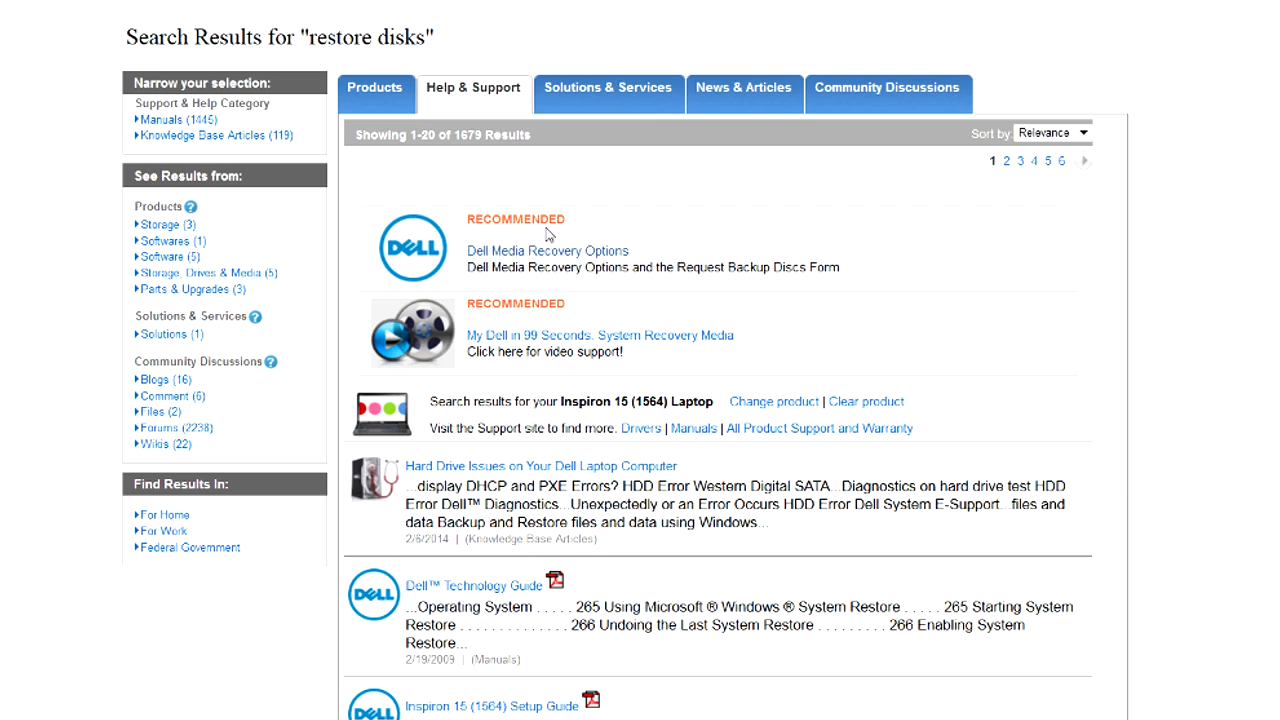 Search Results for "restore disks"
Narrow your selection:
Support & Help Category
Manuals (1445)
Knowledge Base Articles (119)
See Results from:
Products ?
Storage (3)
Softwares (1)
Software (5)
Storage, Drives & Media (5)
Parts & Upgrades (3)
Solutions & Services ?
Solutions (1)
Community Discussions ?
Blogs (16)
Comment (6)
Files (2)
Forums (2238)
Wikis (22)
Find Results In:
For Home
For Work
Federal Government
Products Help & Support Solutions & Services News & Articles Community Discussions
Showing 1-20 of 1679 Results Sort by: Relevance
1 2 3 4 5 6
DELL
RECOMMENDED
Dell Media Recovery Options
Dell Media Recovery Options and the Request Backup Discs Form
RECOMMENDED
My Dell in 99 Seconds: System Recovery Media
Click here for video support!
Search results for your Inspiron 15 (1564) Laptop Change product | Clear product
Visit the Support site to find more. Drivers | Manuals | All Product Support and Warranty
Hard Drive Issues on Your Dell Laptop Computer
...display DHCP and PXE Errors? HDD Error Western Digital SATA...Diagnostics on hard drive test HDD
Error Dell™ Diagnostics...Unexpectedly or an Error Occurs HDD Error Dell System E-Support...files and
data Backup and Restore files and data using Windows...
2/6/2014 | (Knowledge Base Articles)
DELL
Dell™ Technology Guide
...Operating System . . . . . 265 Using Microsoft ® Windows ® System Restore . . . . . 265 Starting System
Restore . . . . . . . . . . . . . . 266 Undoing the Last System Restore . . . . . . . . . 266 Enabling System
Restore...
2/19/2009 | (Manuals)
DELL
Inspiron 15 (1564) Setup Guide